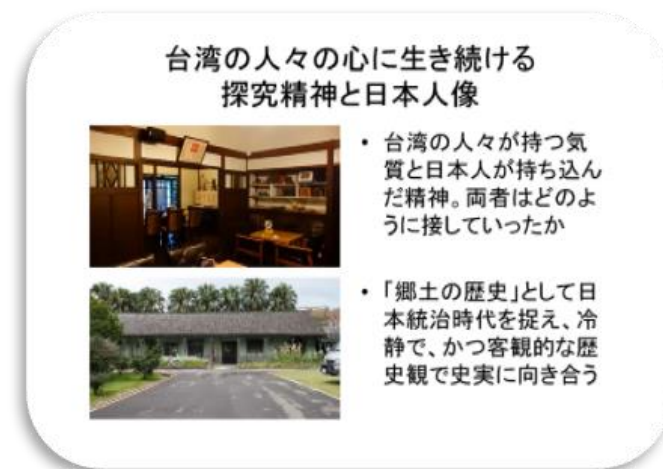 台湾の人々の心に生き続ける
探究精神と日本人像
• 台湾の人々が持つ気
質と日本人が持ち込ん
だ精神。両者はどのよ
うに接していったか
• 「郷土の歴史」として日
本統治時代を捉え、冷
静で、かつ客観的な歴
史観で史実に向き合う